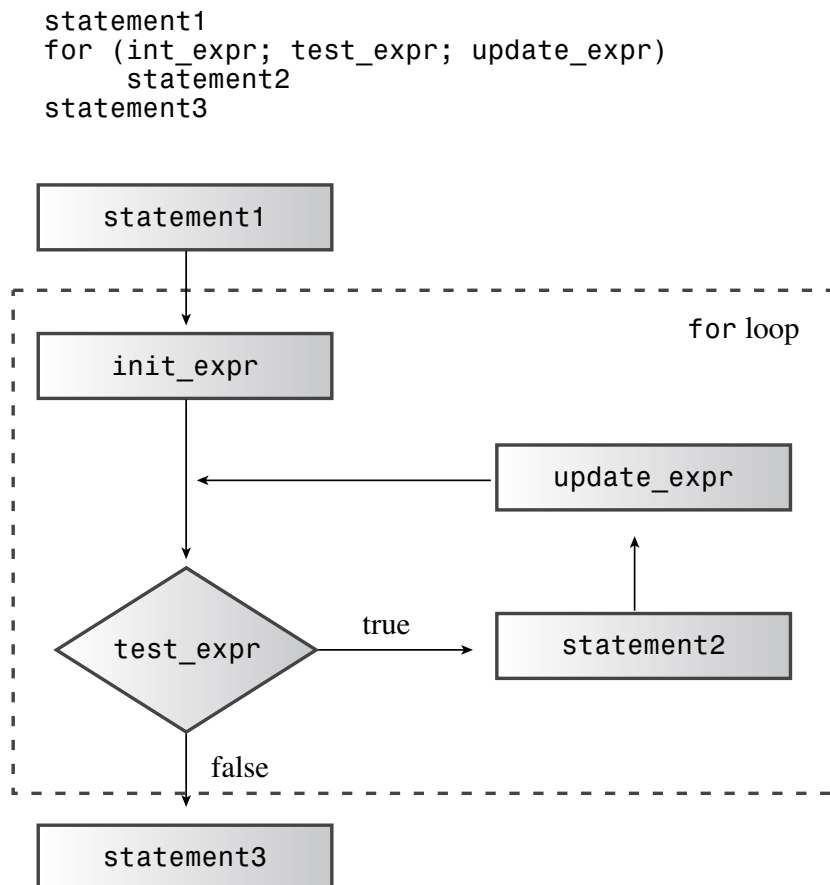 statement1
for (int_expr; test_expr; update_expr)
     statement2
statement3
statement1
for loop
init_expr
update_expr
true
test_expr
statement2
false
statement3